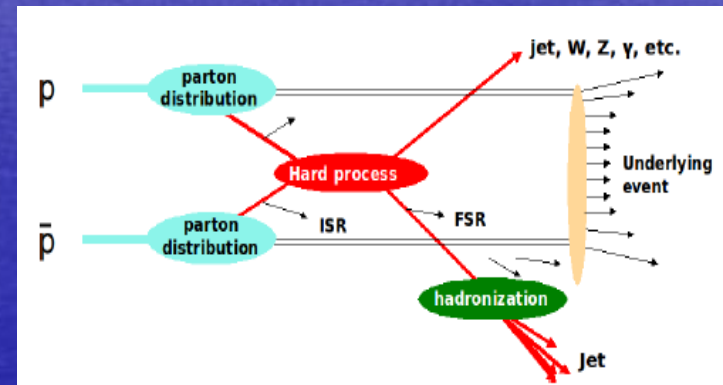 jet, W, Z, γ, etc.
p
parton
distribution
Hard process
Underlying
event
p̄
parton
distribution
ISR
FSR
hadronization
Jet